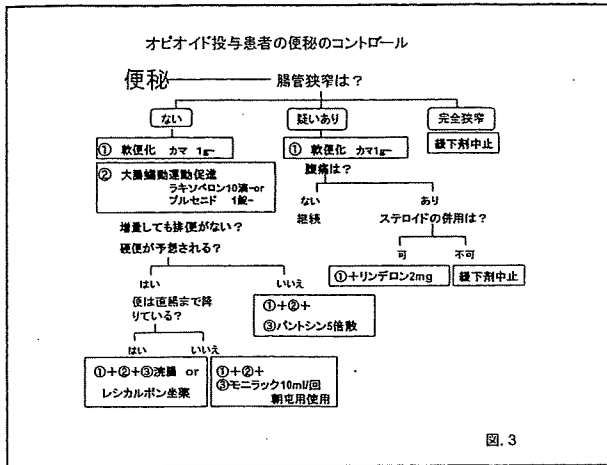 オピオイド投与患者の便秘のコントロール
便秘 腸管狭窄は？
ない 疑いあり 完全狭窄
① 軟便化 カマ 1g~ ① 軟便化 カマ1g~ 緩下剤中止
② 大腸蠕動運動促進
ラキソベロン10滴~or
プルセニド 1錠~
腹痛は？
ない あり
継続 ステロイドの併用は？
増量しても排便がない？
硬便が予想される？
可 不可
①+リンデロン2mg 緩下剤中止
はい いいえ
便は直腸まで降
りている？
①+②+
③パントシン5倍散
はい いいえ
①+②+③浣腸 or
レシカルボン坐薬
①+②+
③モニラック10ml/回
朝屯用使用
図. 3